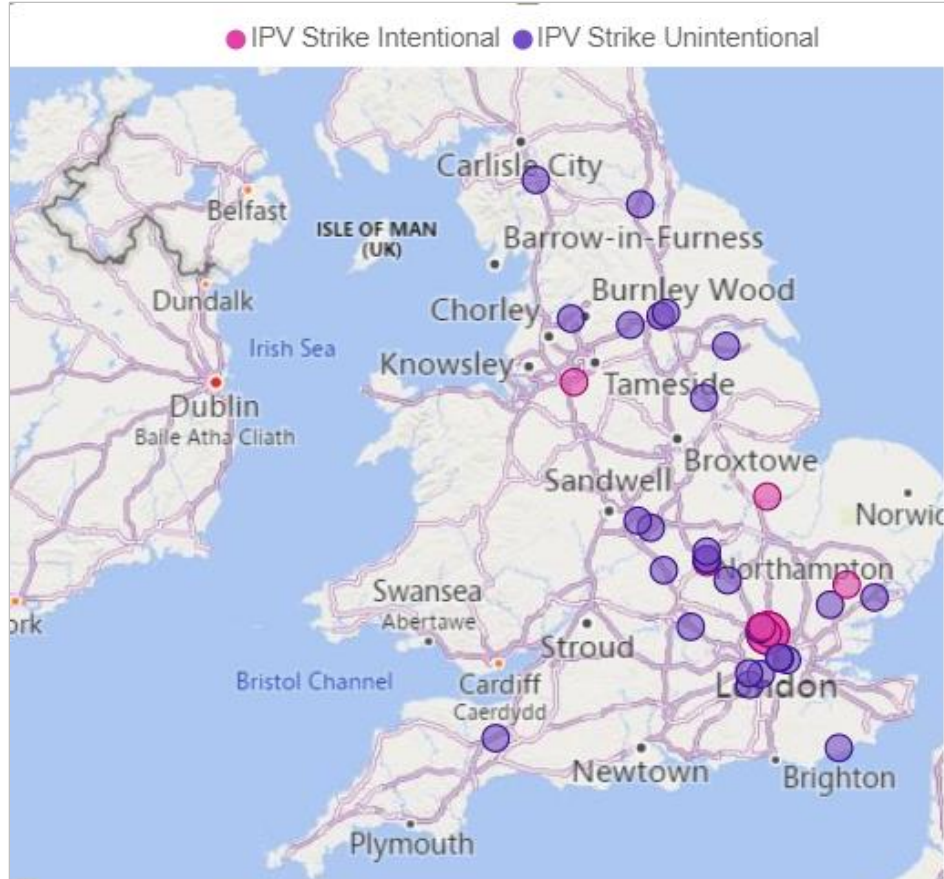 IPV Strike Intentional IPV Strike Unintentional
Carlisle City
Belfast
ISLE OF MAN
(UK)
Barrow-in-Furness
Dundalk
Burnley Wood
Chorley
Irish Sea
Knowsley
Tameside
Dublin
Baile Atha Cliath
Broxtowe
Sandwell
Norwic
Northampton
Swansea
Abertawe
ork
Stroud
Bristol Channel
Cardiff
Caerdydd
London
Newtown
Brighton
Plymouth